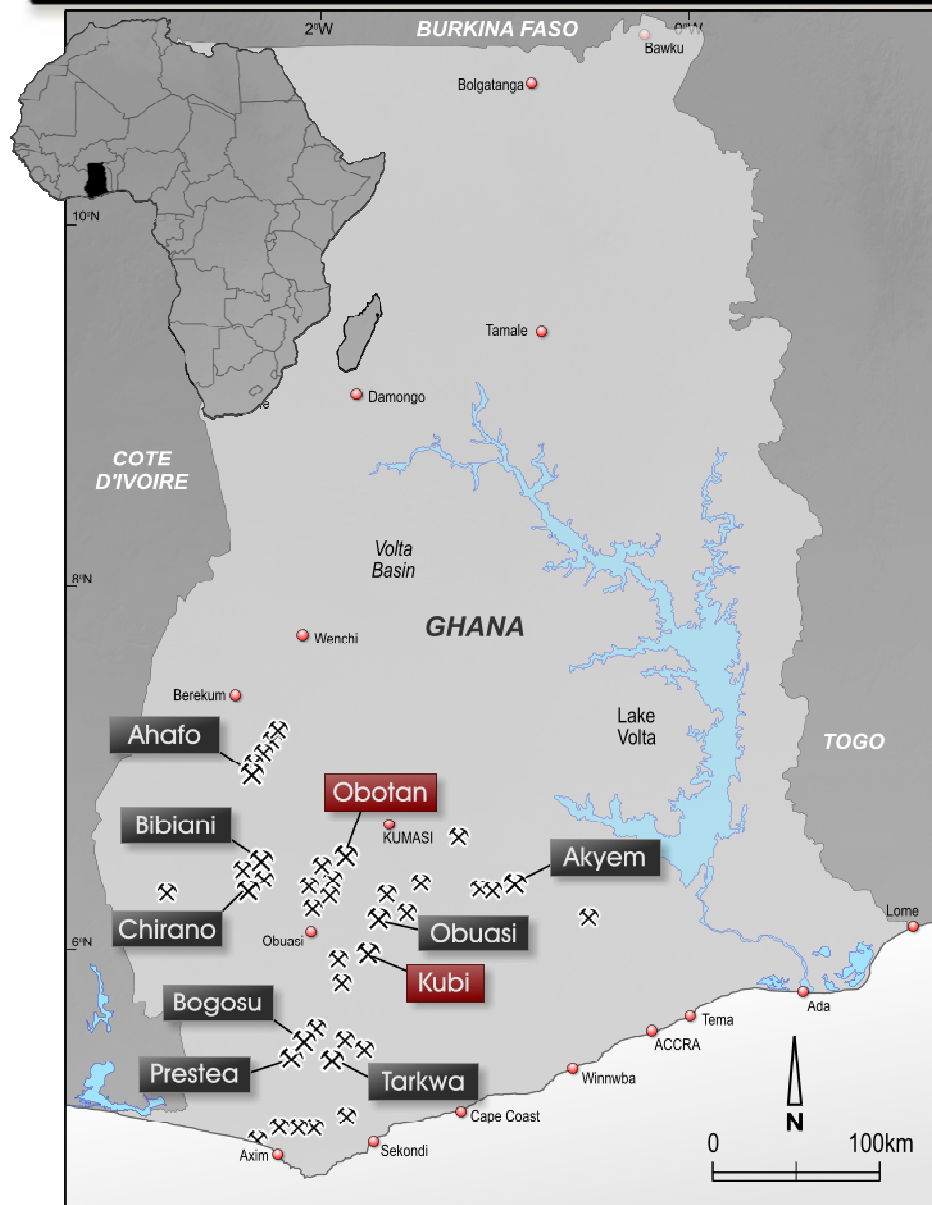 2°W
BURKINA FASO
0°W
Bawku
Bolgatanga
10°N
Tamale
Damongo
COTE
D'IVOIRE
Volta
Basin
8°N
GHANA
Wenchi
Berekum
Lake
Volta
Ahafo
TOGO
Obotan
Bibiani
KUMASI
Akyem
Chirano
Lome
Obuasi
Obuasi
6°N
Kubi
Bogosu
Ada
Tema
ACCRA
Prestea
Tarkwa
Winnwba
Cape Coast
N
Sekondi
Axim
0
100km